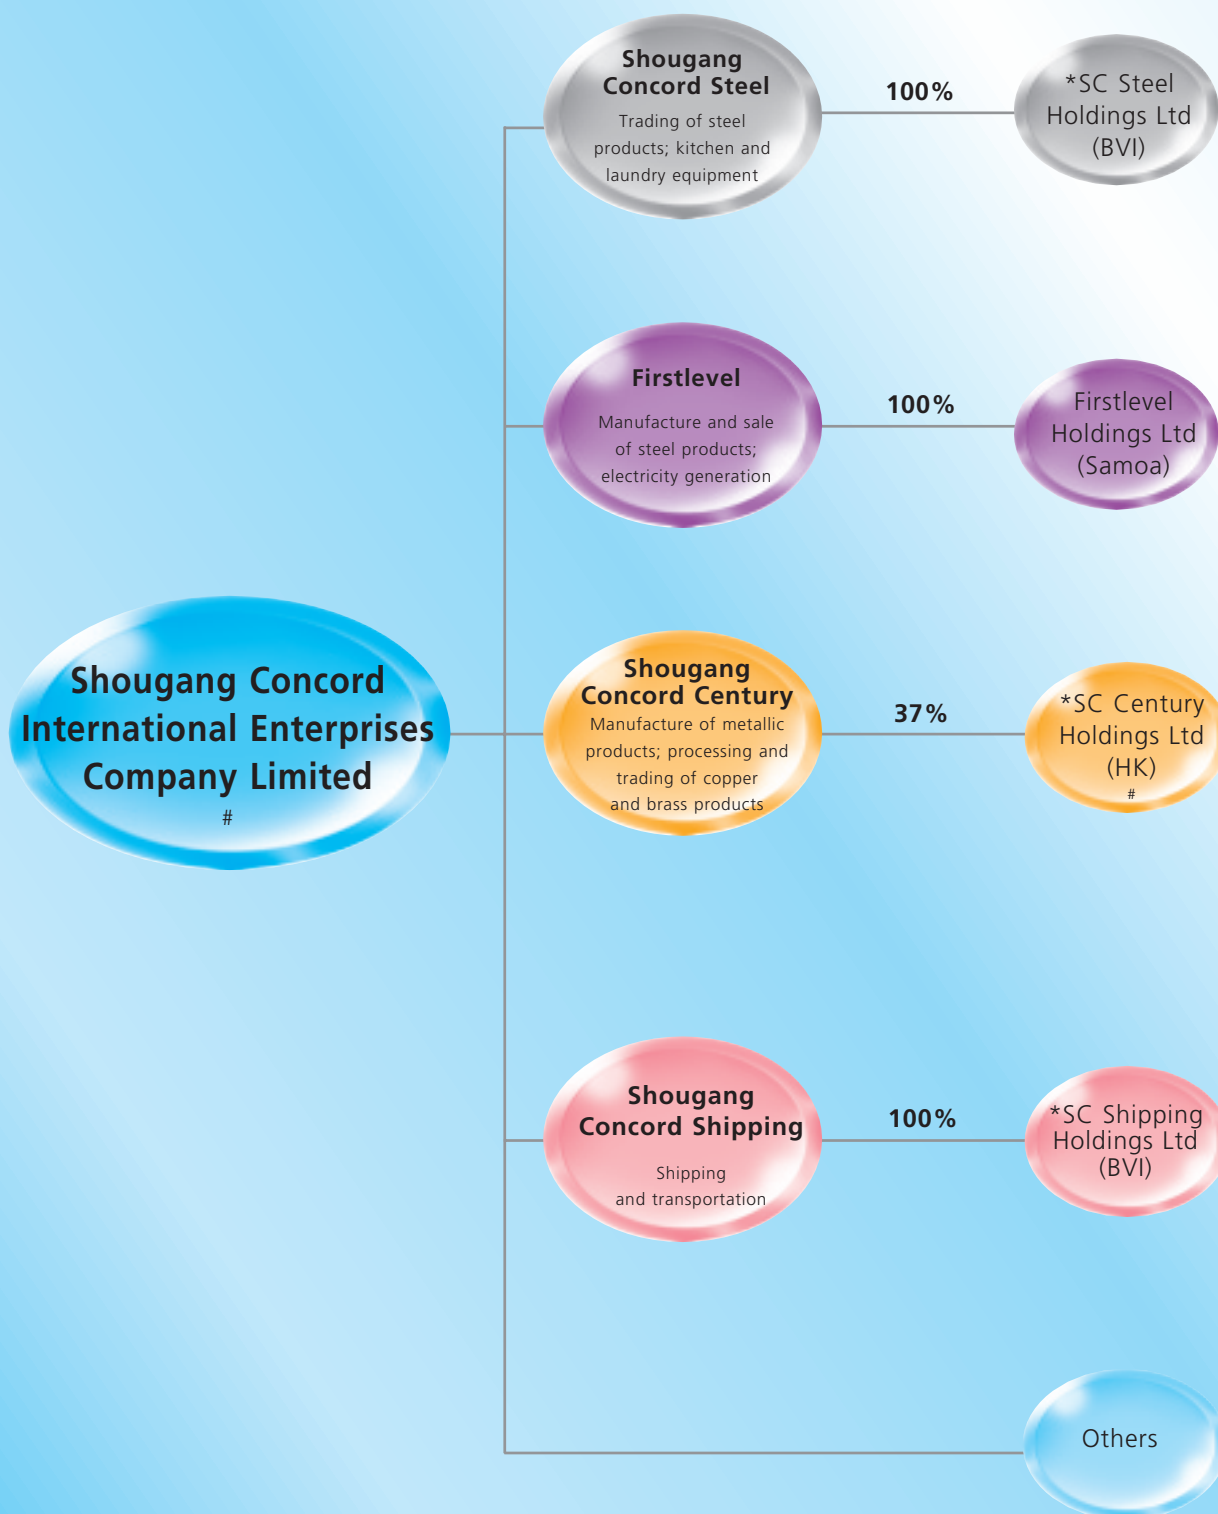 Shougang
Concord Steel
Trading of steel
products; kitchen and
laundry equipment
100%
*SC Steel
Holdings Ltd
(BVI)
Firstlevel
Manufacture and sale
of steel products;
electricity generation
100%
Firstlevel
Holdings Ltd
(Samoa)
Shougang Concord
International Enterprises
Company Limited
#
Shougang
Concord Century
Manufacture of metallic
products; processing and
trading of copper
and brass products
37%
*SC Century
Holdings Ltd
(HK)
#
Shougang
Concord Shipping
Shipping
and transportation
100%
*SC Shipping
Holdings Ltd
(BVI)
Others